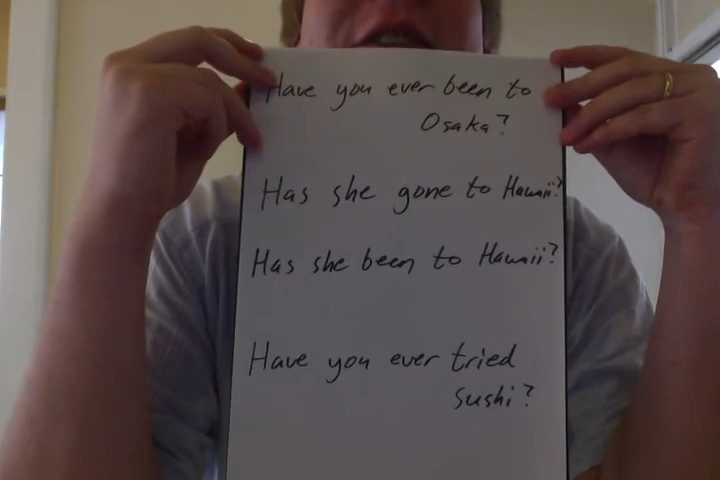 Have you ever been to
Osaka?
Has she gone to Hawaii?
Has she been to Hawaii?
Have you ever tried
sushi?